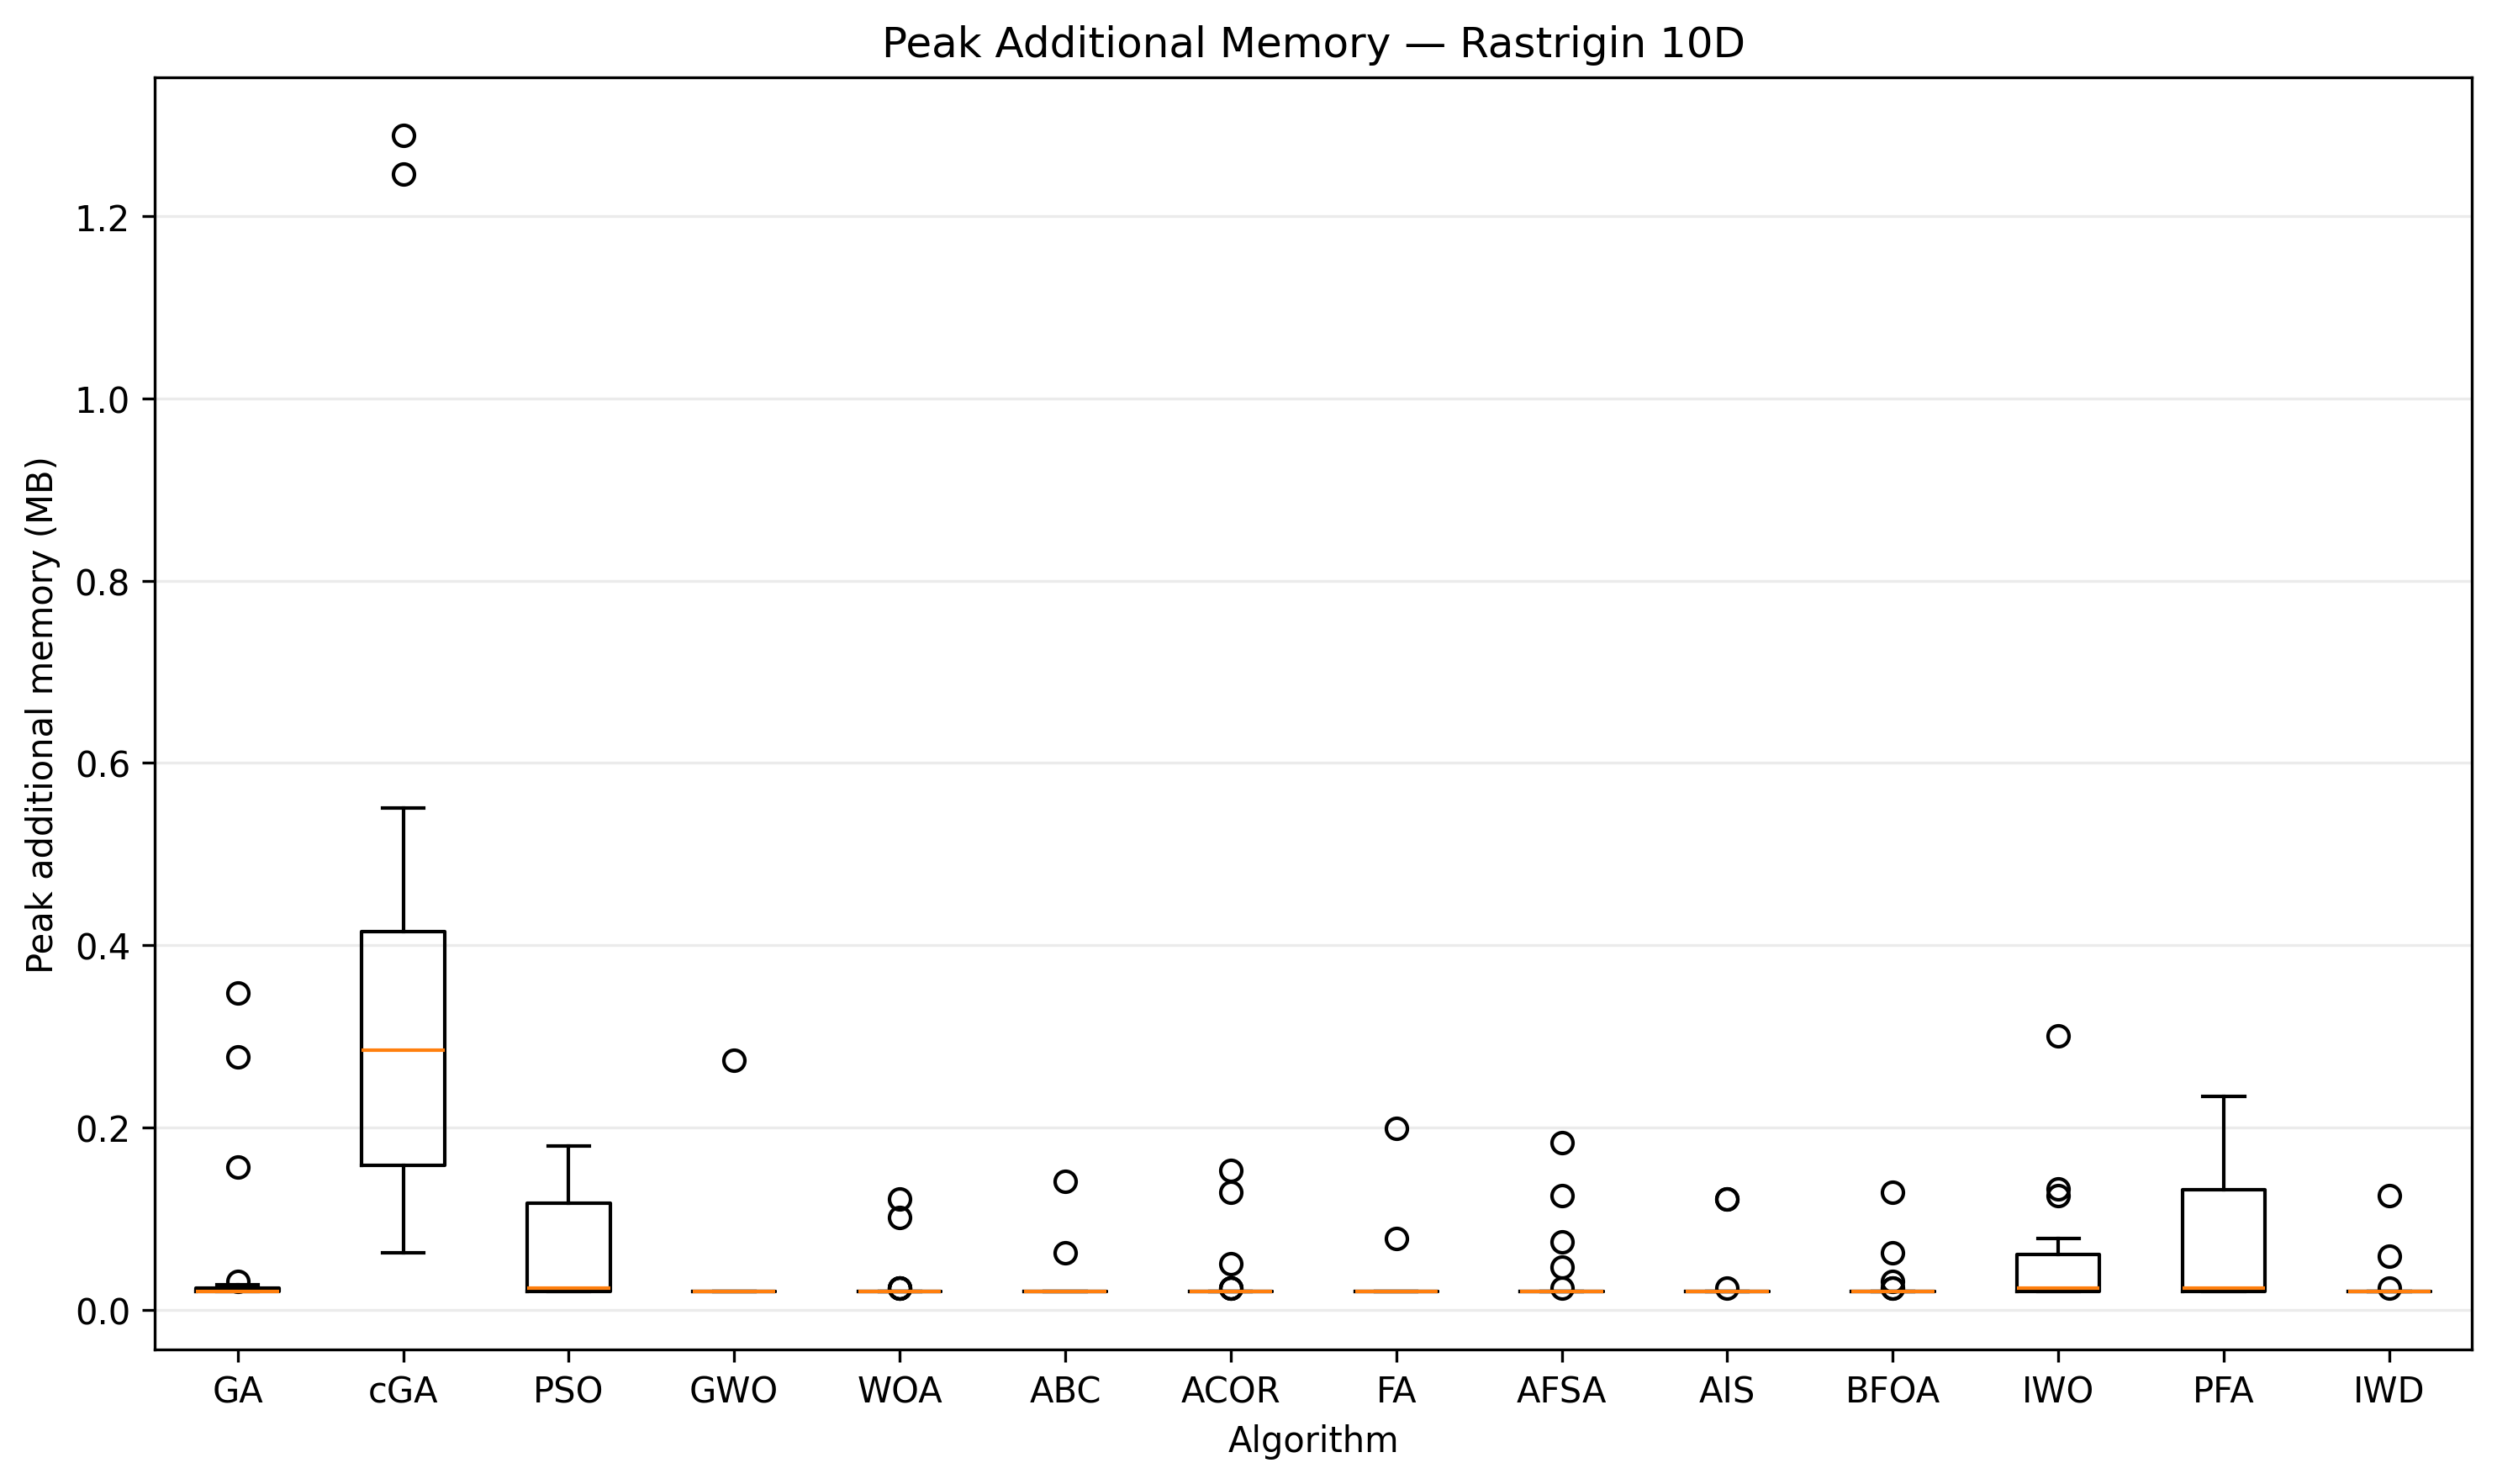 Peak Additional Memory — Rastrigin 10D
Peak additional memory (MB)
1.2
1.0
0.8
0.6
0.4
0.2
0.0
GA cGA PSO GWO WOA ABC ACOR FA AFSA AIS BFOA IWO PFA IWD
Algorithm